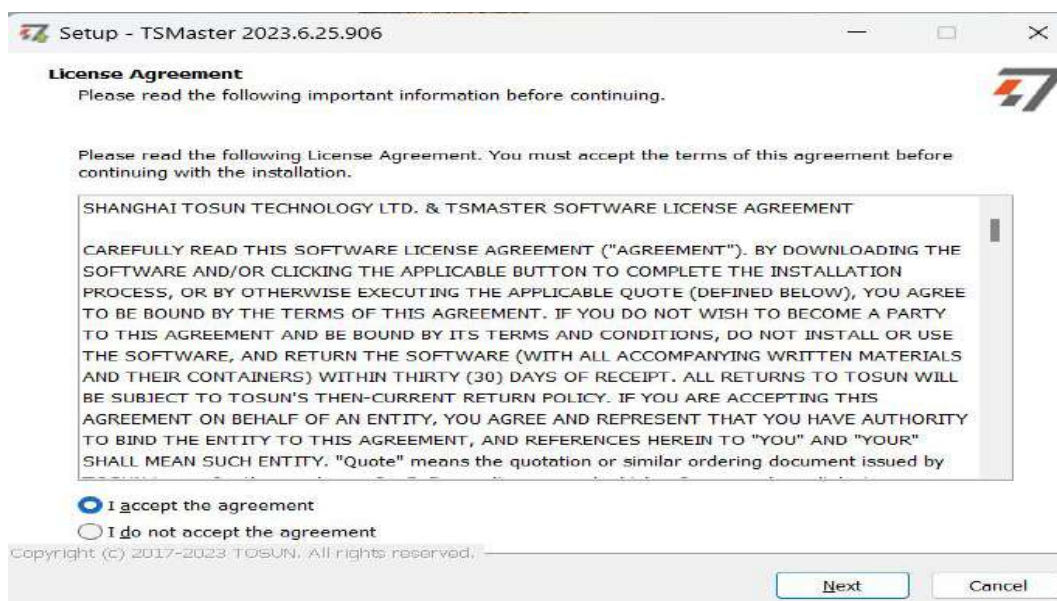 Setup - TSMaster 2023.6.25.906
License Agreement
Please read the following important information before continuing.
Please read the following License Agreement. You must accept the terms of this agreement before
continuing with the installation.
SHANGHAI TOSUN TECHNOLOGY LTD. & TSMASTER SOFTWARE LICENSE AGREEMENT
CAREFULLY READ THIS SOFTWARE LICENSE AGREEMENT ("AGREEMENT"). BY DOWNLOADING THE
SOFTWARE AND/OR CLICKING THE APPLICABLE BUTTON TO COMPLETE THE INSTALLATION
PROCESS, OR BY OTHERWISE EXECUTING THE APPLICABLE QUOTE (DEFINED BELOW), YOU AGREE
TO BE BOUND BY THE TERMS OF THIS AGREEMENT. IF YOU DO NOT WISH TO BECOME A PARTY
TO THIS AGREEMENT AND BE BOUND BY ITS TERMS AND CONDITIONS, DO NOT INSTALL OR USE
THE SOFTWARE, AND RETURN THE SOFTWARE (WITH ALL ACCOMPANYING WRITTEN MATERIALS
AND THEIR CONTAINERS) WITHIN THIRTY (30) DAYS OF RECEIPT. ALL RETURNS TO TOSUN WILL
BE SUBJECT TO TOSUN'S THEN-CURRENT RETURN POLICY. IF YOU ARE ACCEPTING THIS
AGREEMENT ON BEHALF OF AN ENTITY, YOU AGREE AND REPRESENT THAT YOU HAVE AUTHORITY
TO BIND THE ENTITY TO THIS AGREEMENT, AND REFERENCES HEREIN TO "YOU" AND "YOUR"
SHALL MEAN SUCH ENTITY. "Quote" means the quotation or similar ordering document issued by
I accept the agreement
I do not accept the agreement
Copyright (c) 2017-2023 TOSUN. All rights reserved.
Next
Cancel